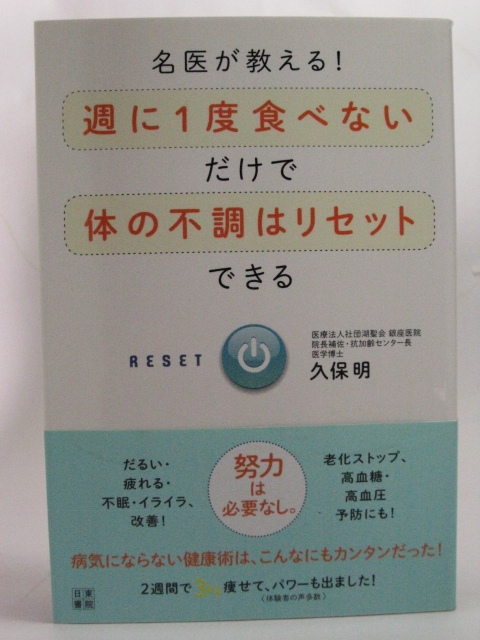 名医が教える!
週に1度食べない
だけで
体の不調はリセット
できる
RESET
医療法人社団湖聖会 銀座医院
院長補佐・抗加齢センター長
医学博士
久保 明
だるい・
疲れる・
不眠・イライラ、
改善!
努力
は
必要なし。
老化ストップ、
高血糖・
高血圧
予防にも!
病気にならない健康術は、こんなにもカンタンだった!
2週間で 痩せて、パワーも出ました!
(体験者の声多数)
日東書院